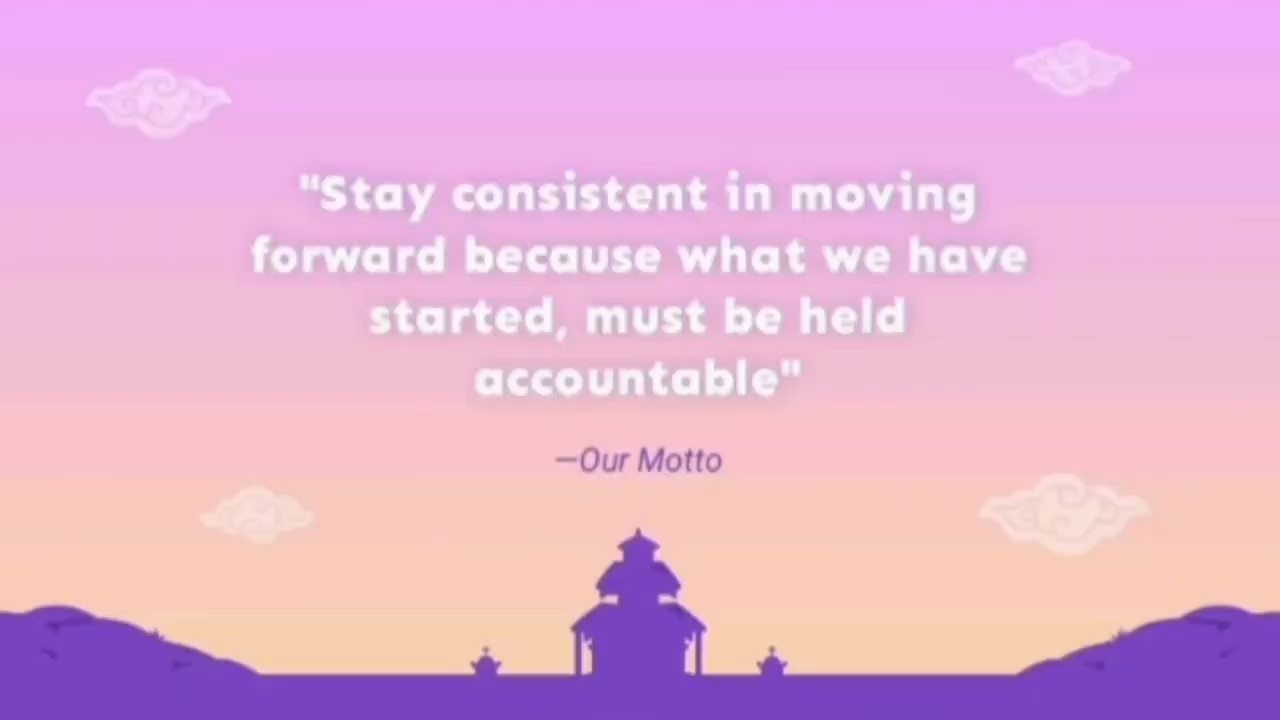 "Stay consistent in moving
forward because what we have
started, must be held
accountable"
—Our Motto